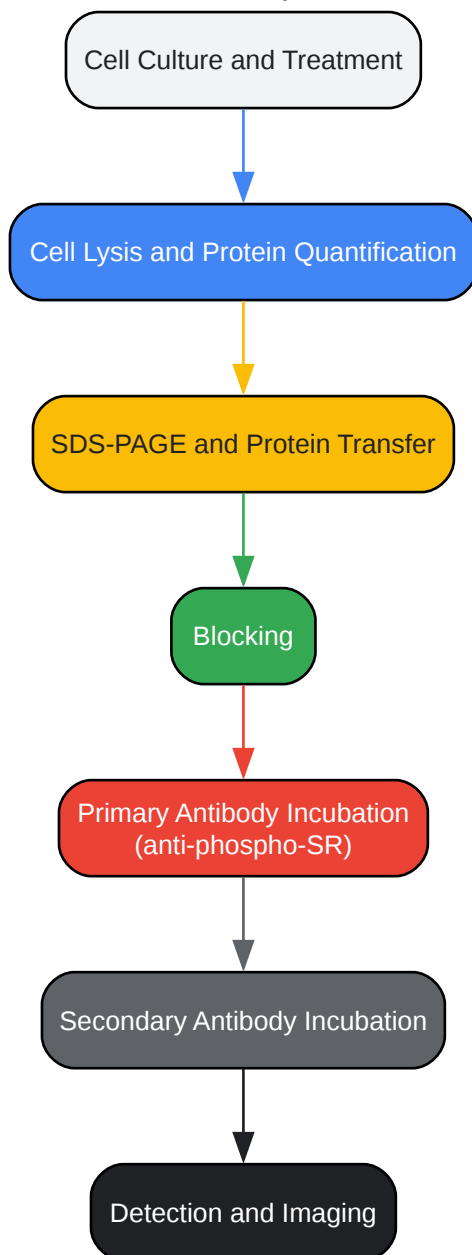 Cell Culture and Treatment
Cell Lysis and Protein Quantification
SDS-PAGE and Protein Transfer
Blocking
Primary Antibody Incubation
(anti-phospho-SR)
Secondary Antibody Incubation
Detection and Imaging